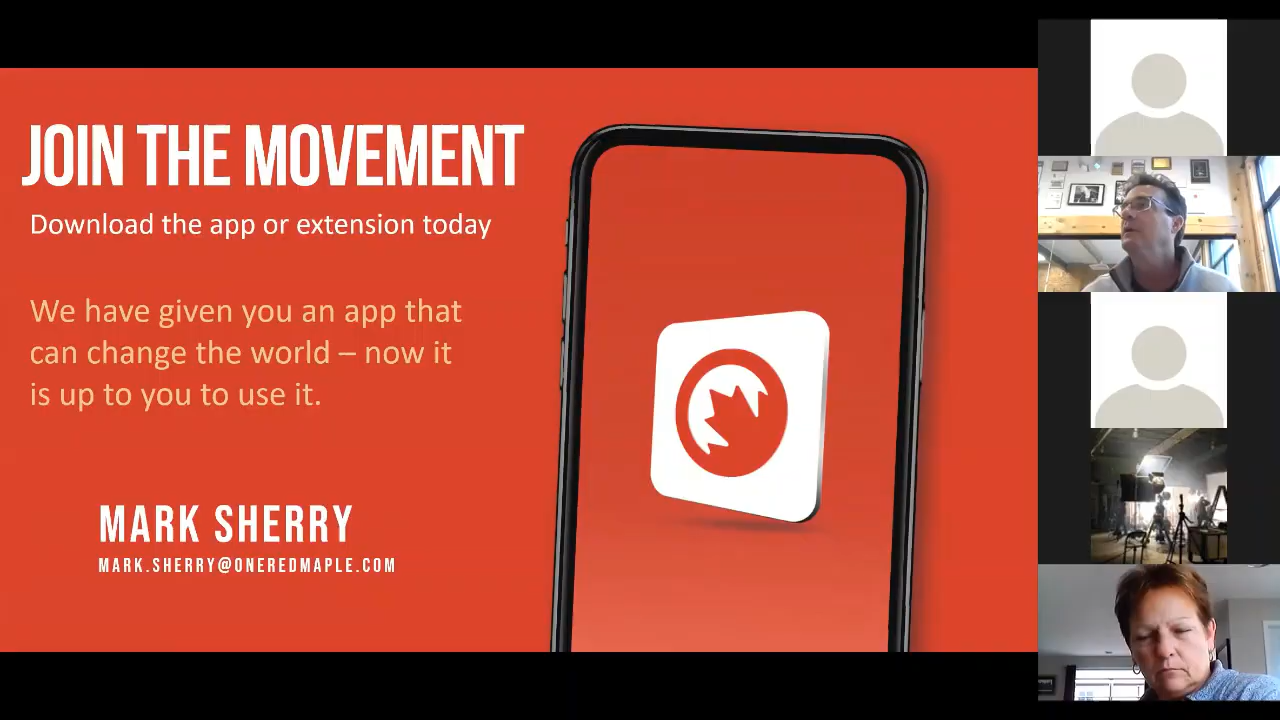 JOIN THE MOVEMENT
Download the app or extension today
We have given you an app that
can change the world – now it
is up to you to use it.
MARK SHERRY
MARK.SHERRY@ONEREDMAPLE.COM